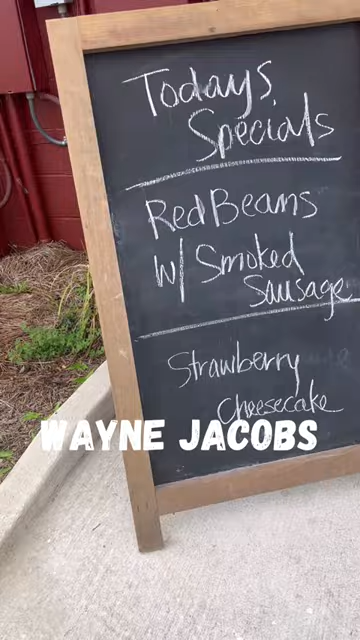 Todays
Specials
Red Beans
W/ Smoked
Sausage
Strawberry
Cheesecake
WAYNE JACOBS